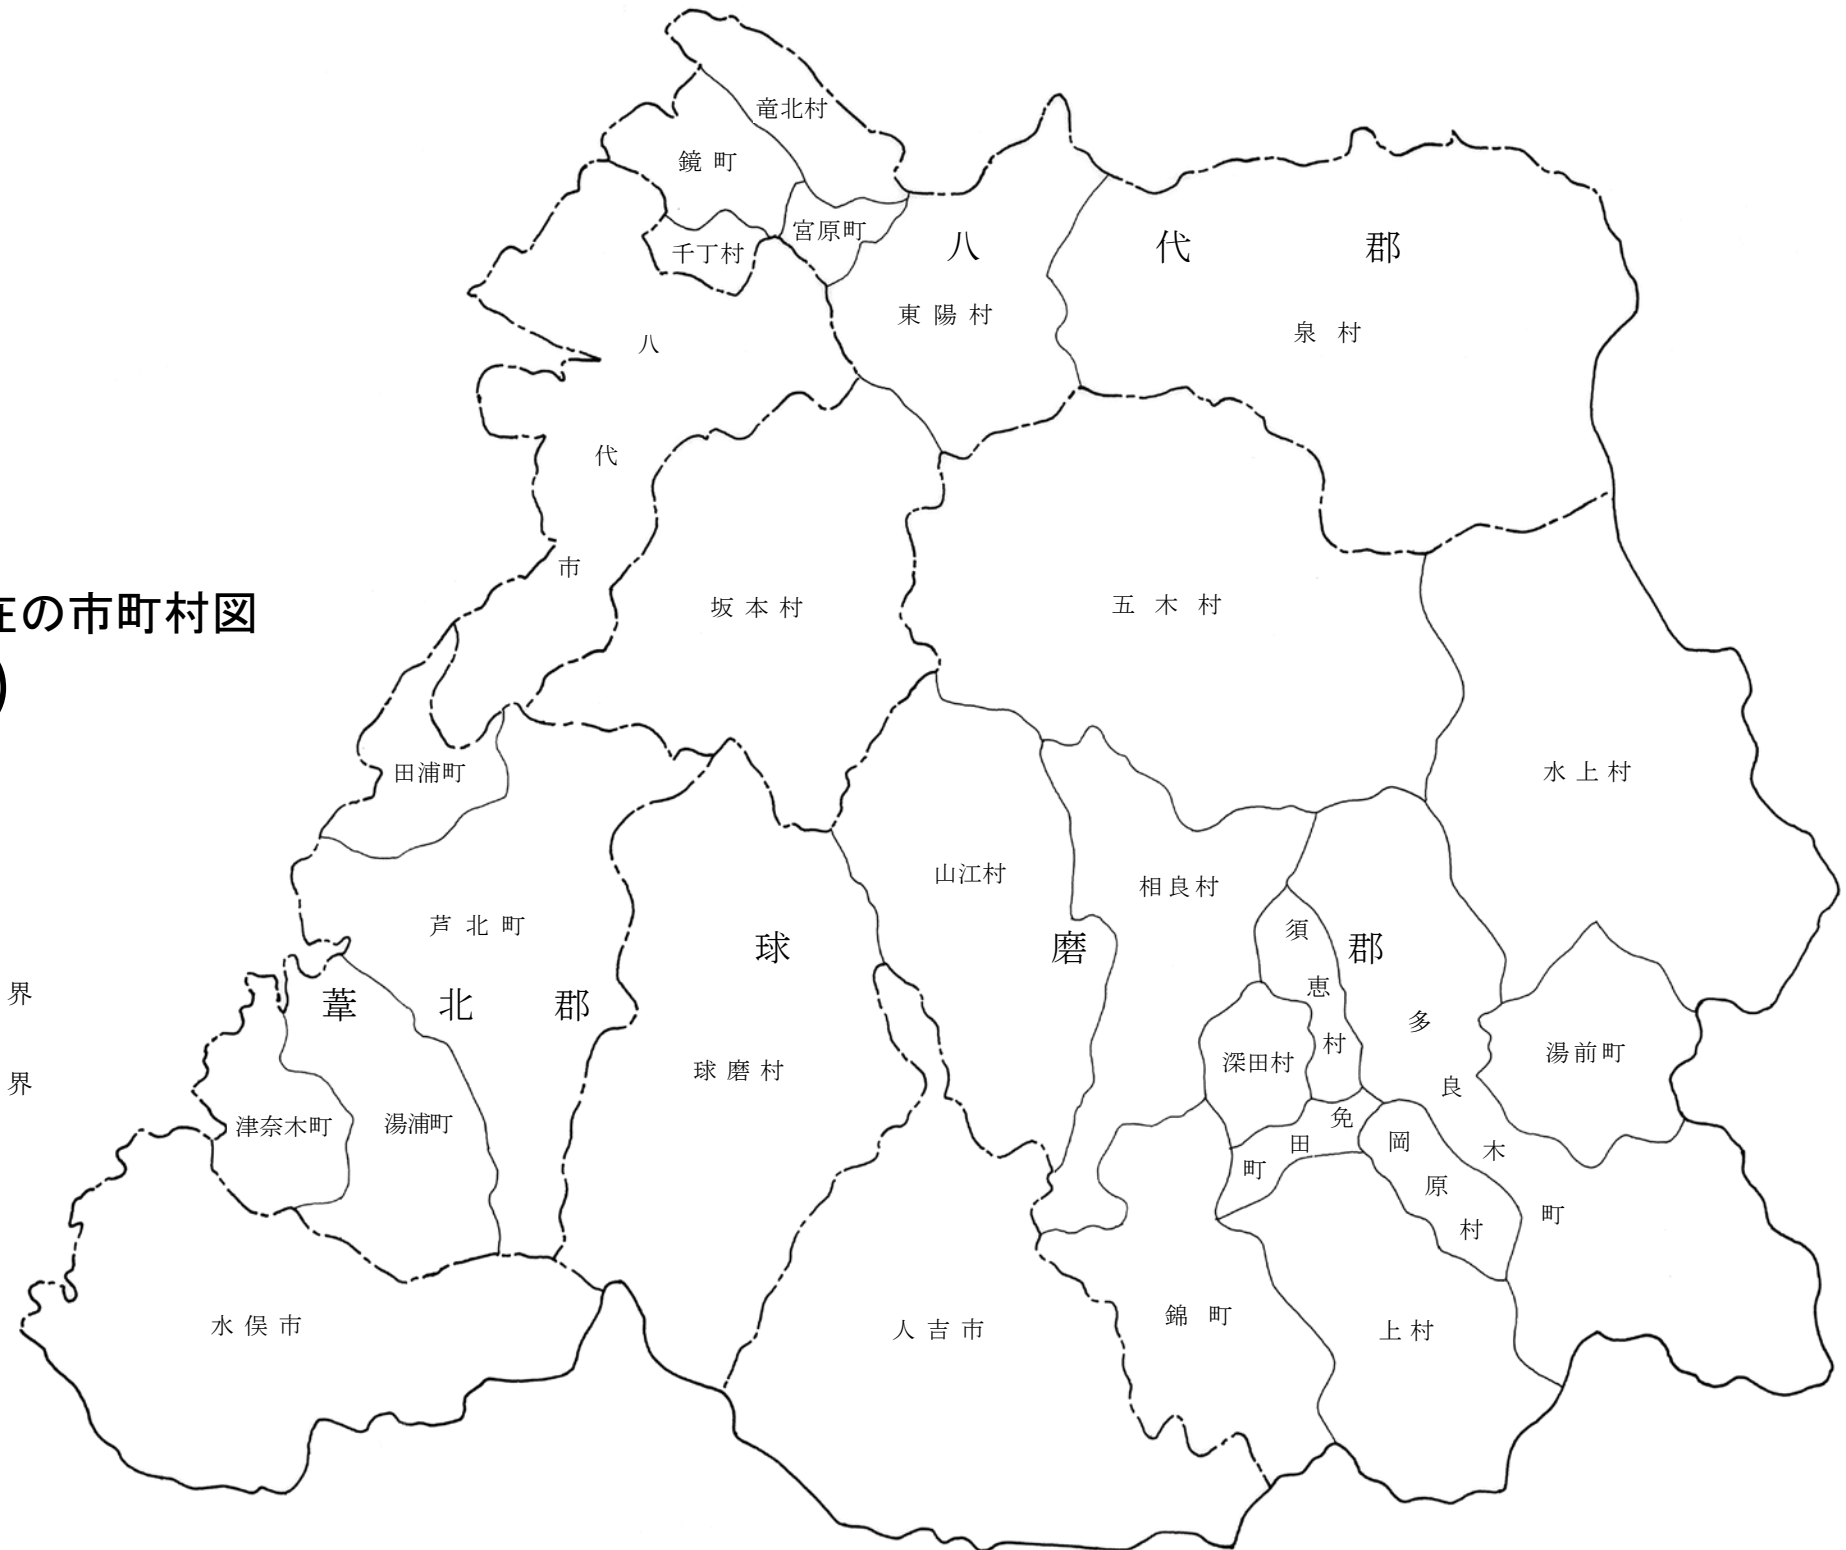 竜北村
鏡町
宮原町
千丁村
八代郡
東陽村
泉村
八代市
坂本村
五木村
在の市町村図
)
田浦町
水上村
山江村
相良村
芦北町
球磨郡
須恵村
葦北郡
界
界
多良木町
湯前町
深田村
球磨村
津奈木町
湯浦町
免田町
岡原村
水俣市
人吉市
錦町
上村